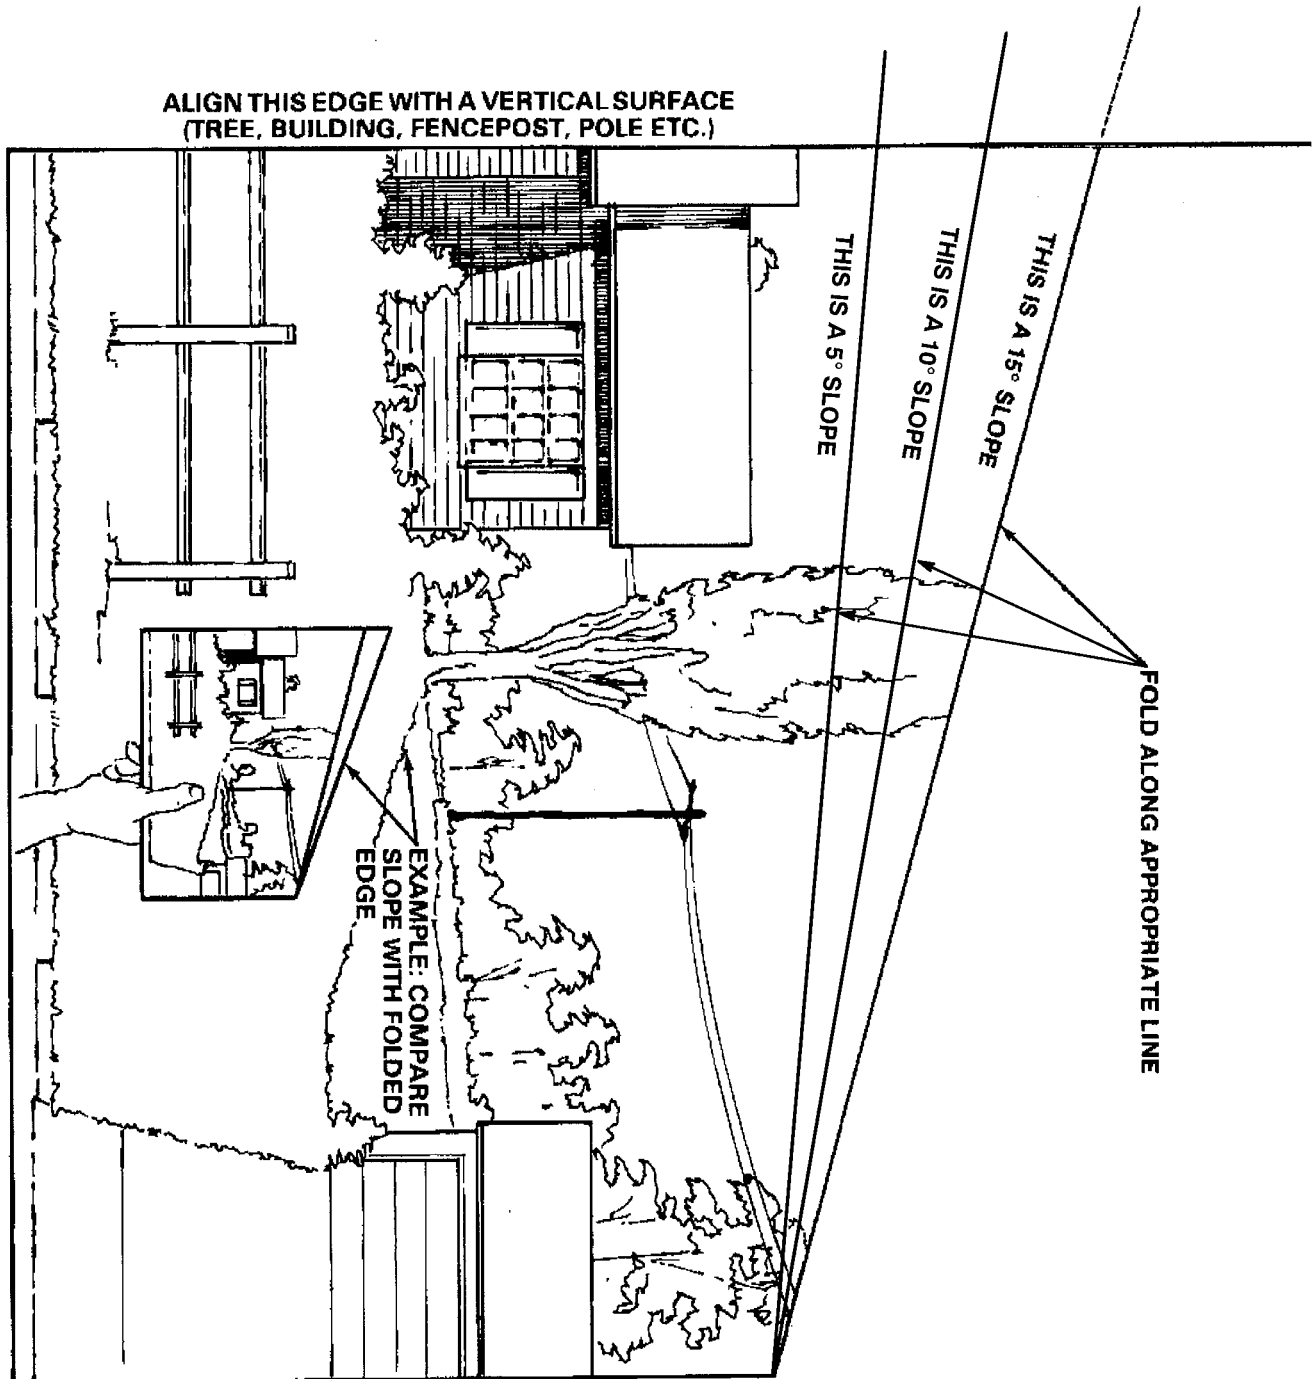 ALIGN THIS EDGE WITH A VERTICAL SURFACE
(TREE, BUILDING, FENCEPOST, POLE ETC.)
THIS IS A 5° SLOPE
THIS IS A 10° SLOPE
THIS IS A 15° SLOPE
FOLD ALONG APPROPRIATE LINE
EXAMPLE: COMPARE
SLOPE WITH FOLDED
EDGE